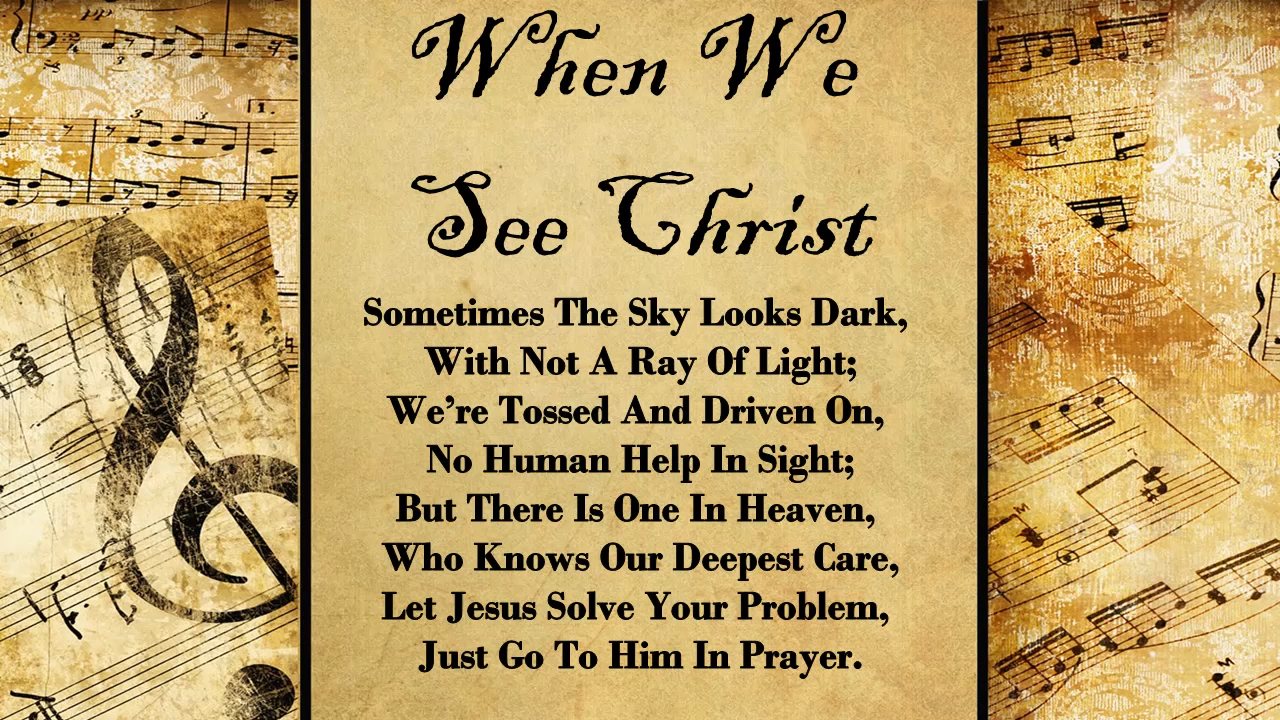 When We
See Christ
Sometimes The Sky Looks Dark,
With Not A Ray Of Light;
We’re Tossed And Driven On,
No Human Help In Sight;
But There Is One In Heaven,
Who Knows Our Deepest Care,
Let Jesus Solve Your Problem,
Just Go To Him In Prayer.